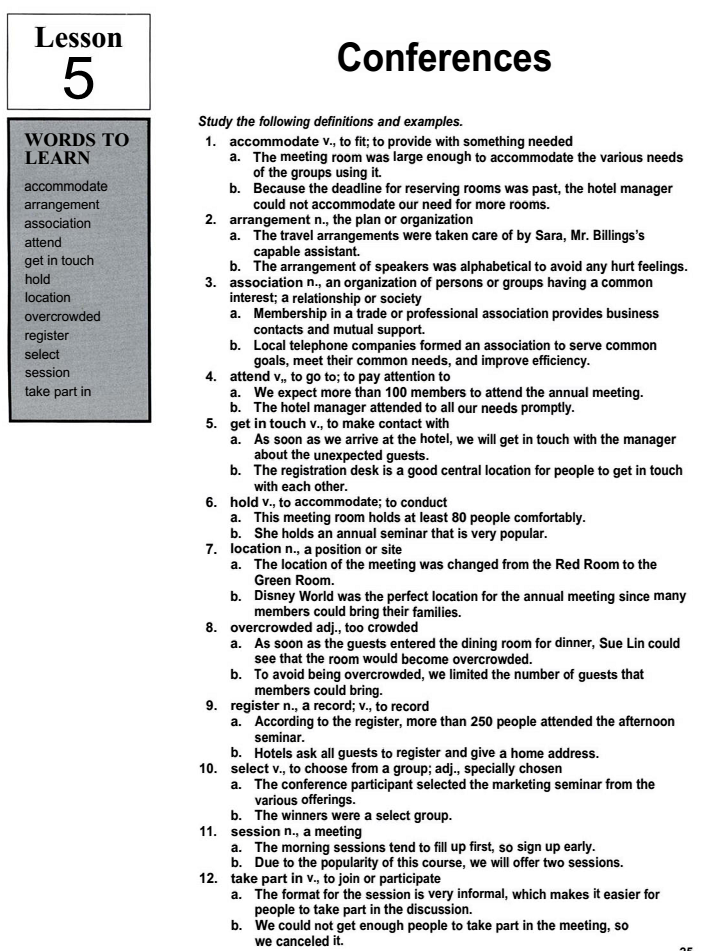 Lesson
5
Conferences
WORDS TO
LEARN
accommodate
arrangement
association
attend
get in touch
hold
location
overcrowded
register
select
session
take part in
Study the following definitions and examples.
1. accommodate v., to fit; to provide with something needed
a. The meeting room was large enough to accommodate the various needs
of the groups using it.
b. Because the deadline for reserving rooms was past, the hotel manager
could not accommodate our need for more rooms.
2. arrangement n., the plan or organization
a. The travel arrangements were taken care of by Sara, Mr. Billings's
capable assistant.
b. The arrangement of speakers was alphabetical to avoid any hurt feelings.
3. association n., an organization of persons or groups having a common
interest; a relationship or society
a. Membership in a trade or professional association provides business
contacts and mutual support.
b. Local telephone companies formed an association to serve common
goals, meet their common needs, and improve efficiency.
4. attend v,, to go to; to pay attention to
a. We expect more than 100 members to attend the annual meeting.
b. The hotel manager attended to all our needs promptly.
5. get in touch v., to make contact with
a. As soon as we arrive at the hotel, we will get in touch with the manager
about the unexpected guests.
b. The registration desk is a good central location for people to get in touch
with each other.
6. hold v., to accommodate; to conduct
a. This meeting room holds at least 80 people comfortably.
b. She holds an annual seminar that is very popular.
7. location n., a position or site
a. The location of the meeting was changed from the Red Room to the
Green Room.
b. Disney World was the perfect location for the annual meeting since many
members could bring their families.
8. overcrowded adj., too crowded
a. As soon as the guests entered the dining room for dinner, Sue Lin could
see that the room would become overcrowded.
b. To avoid being overcrowded, we limited the number of guests that
members could bring.
9. register n., a record; v., to record
a. According to the register, more than 250 people attended the afternoon
seminar.
b. Hotels ask all guests to register and give a home address.
10. select v., to choose from a group; adj., specially chosen
a. The conference participant selected the marketing seminar from the
various offerings.
b. The winners were a select group.
11. session n., a meeting
a. The morning sessions tend to fill up first, so sign up early.
b. Due to the popularity of this course, we will offer two sessions.
12. take part in v., to join or participate
a. The format for the session is very informal, which makes it easier for
people to take part in the discussion.
b. We could not get enough people to take part in the meeting, so
we canceled it.